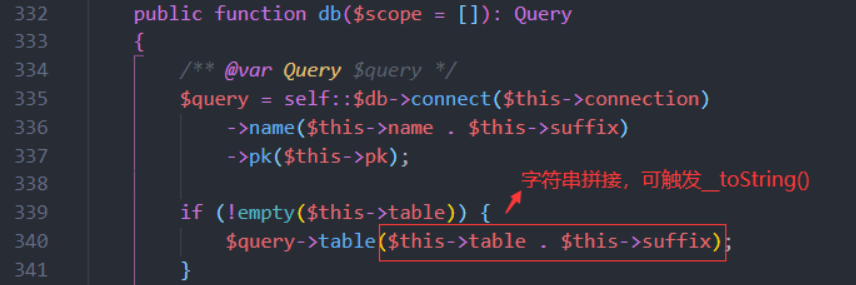 332 public function db($scope = []): Query
333 {
334 /** @var Query $query */
335 $query = self::$db->connect($this->connection)
336 ->name($this->name . $this->suffix)
337 ->pk($this->pk);
338 字符串拼接，可触发__toString()
339 if (!empty($this->table)) {
340 $query->table($this->table . $this->suffix);
341 }